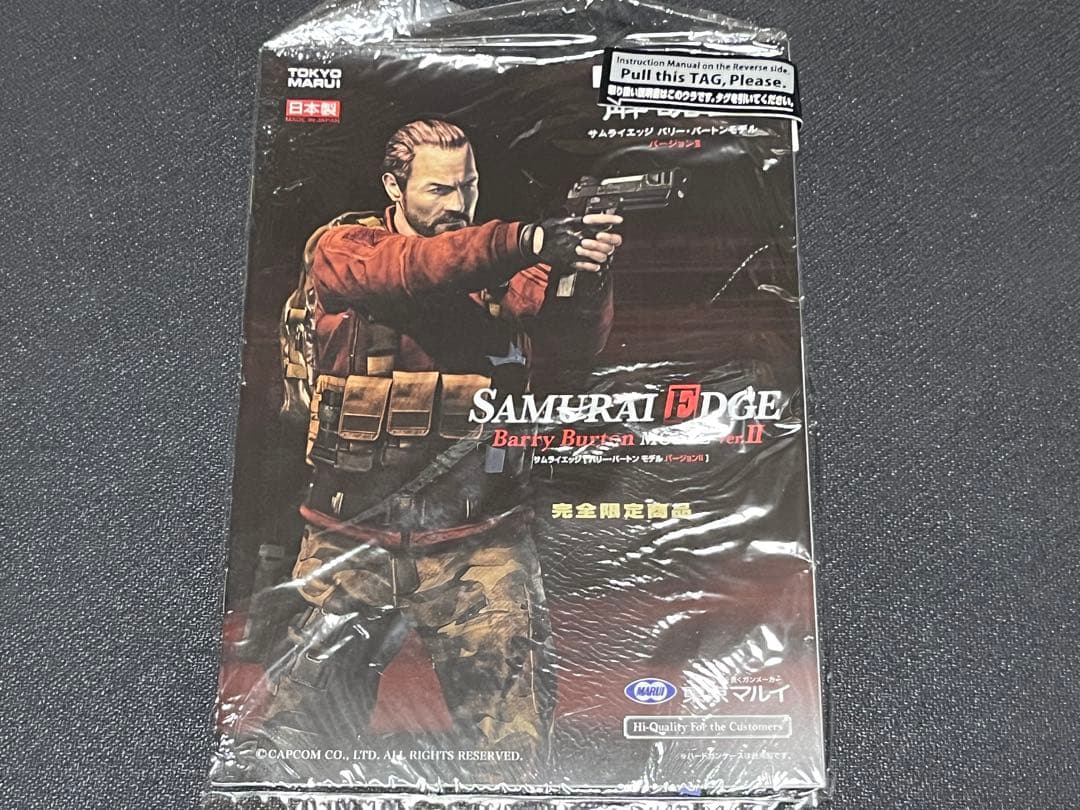 TOKYO
MARUI
日本製
MADE IN JAPAN
Instruction Manual on the Reverse side.
Pull this TAG, Please.
取り扱い説明書はこのウラです。タグを引いてください。
サムライエッジ バリー・バートンモデル
バージョンⅡ
SAMURAI EDGE
Barry Burton ver.II
サムライエッジ[バリー・バートン モデル バージョンII]
完全限定商品
MARUI
東京マルイ
Hi-Quality For the Customers
©CAPCOM CO., LTD. ALL RIGHTS RESERVED.